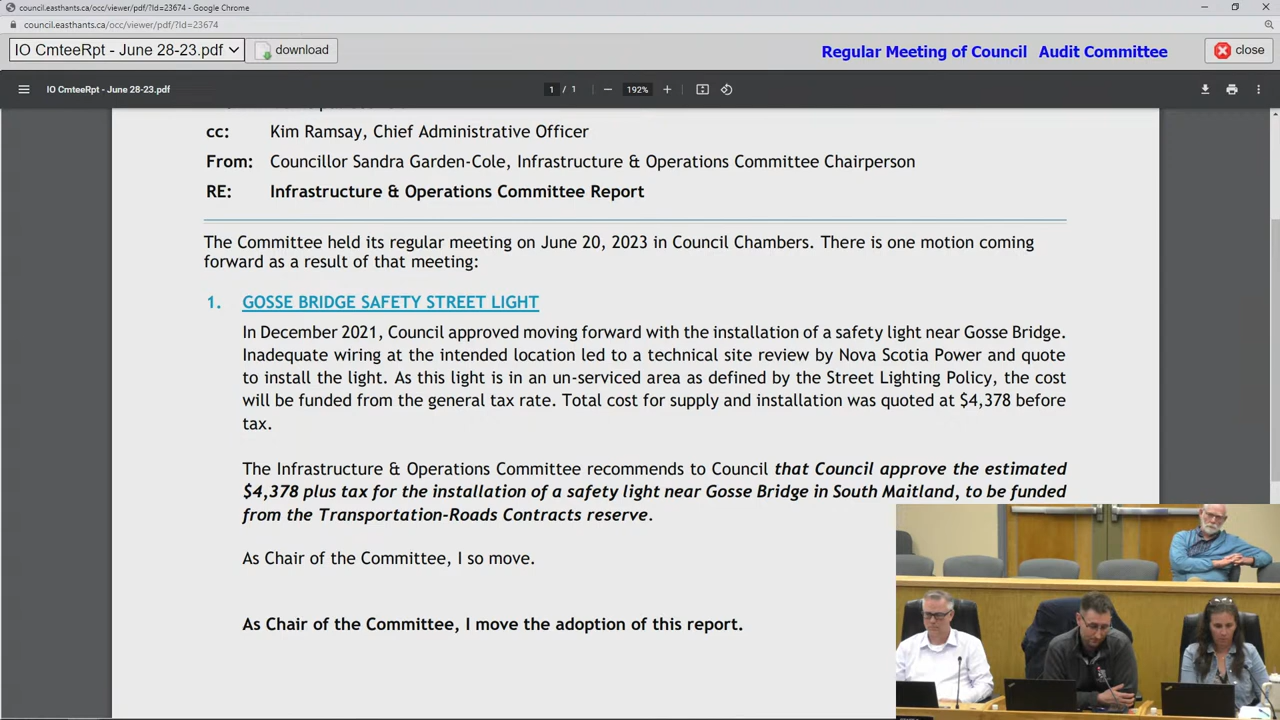 council.easthants.ca/occ/viewer/pdf/?Id=23674 - Google Chrome
council.easthants.ca/occ/viewer/pdf/?Id=23674
IO CmteeRpt - June 28-23.pdf
download
Regular Meeting of Council Audit Committee
close
IO CmteeRpt - June 28-23.pdf
1 / 1
192%
cc: Kim Ramsay, Chief Administrative Officer
From: Councillor Sandra Garden-Cole, Infrastructure & Operations Committee Chairperson
RE: Infrastructure & Operations Committee Report
The Committee held its regular meeting on June 20, 2023 in Council Chambers. There is one motion coming
forward as a result of that meeting:
1. GOSSE BRIDGE SAFETY STREET LIGHT
In December 2021, Council approved moving forward with the installation of a safety light near Gosse Bridge.
Inadequate wiring at the intended location led to a technical site review by Nova Scotia Power and quote
to install the light. As this light is in an un-serviced area as defined by the Street Lighting Policy, the cost
will be funded from the general tax rate. Total cost for supply and installation was quoted at $4,378 before
tax.
The Infrastructure & Operations Committee recommends to Council that Council approve the estimated
$4,378 plus tax for the installation of a safety light near Gosse Bridge in South Maitland, to be funded
from the Transportation-Roads Contracts reserve.
As Chair of the Committee, I so move.
As Chair of the Committee, I move the adoption of this report.